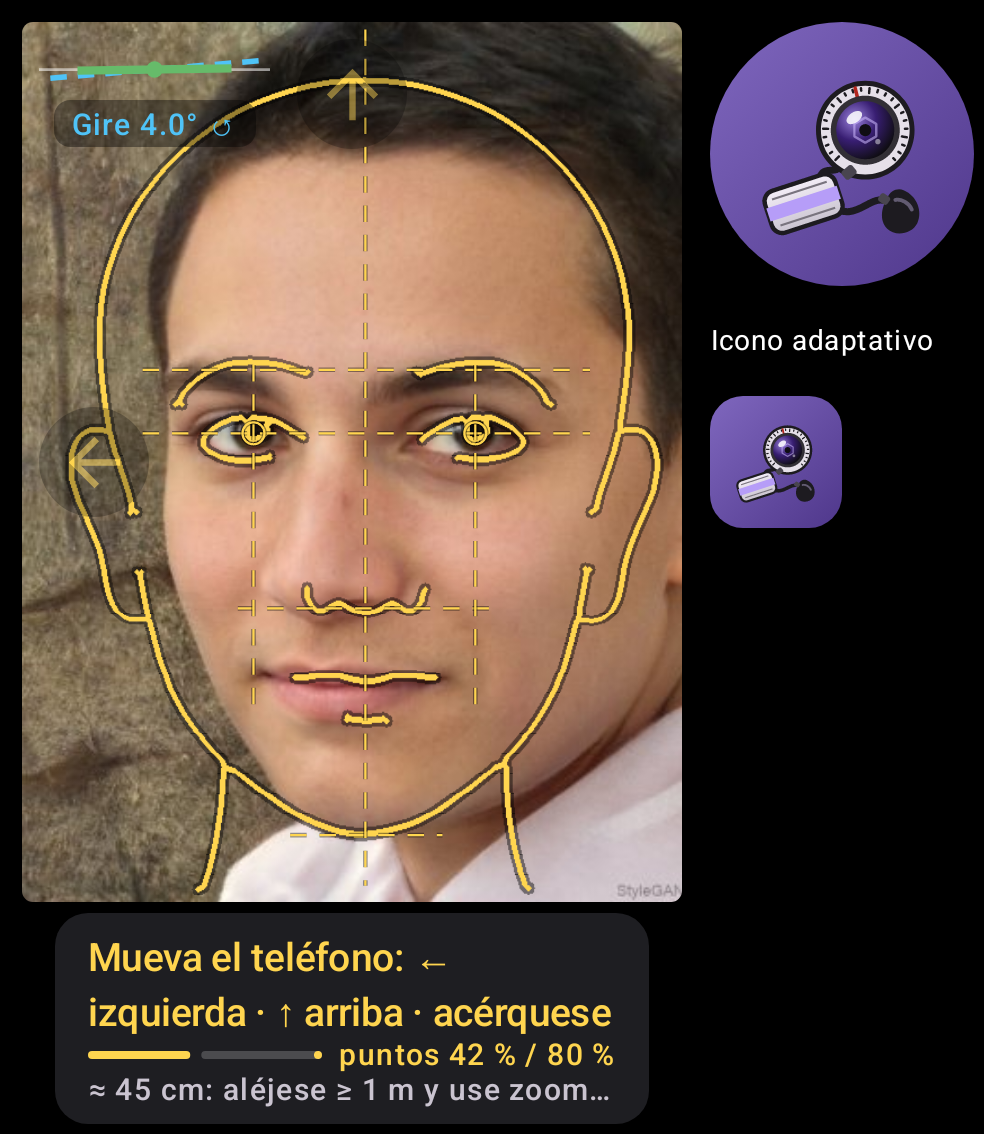 Gire 4.0° ↺
Icono adaptativo
StyleGAN
Mueva el teléfono: ←
izquierda · ↑ arriba · acérquese
puntos 42 % / 80 %
≈ 45 cm: aléjese ≥ 1 m y use zoom…